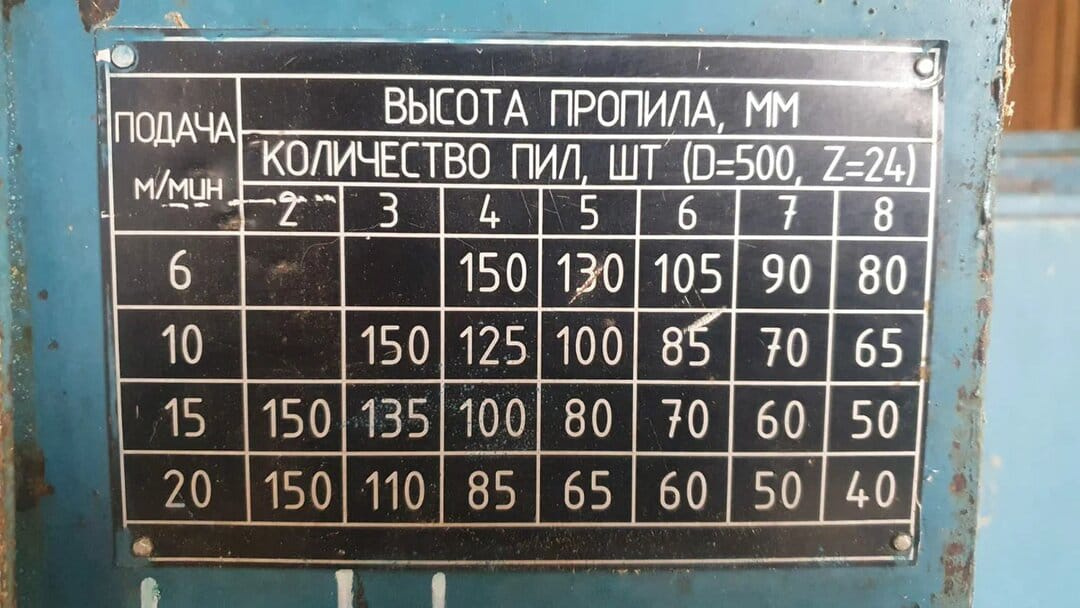 ВЫСОТА ПРОПИЛА, ММ
ПОДАЧА
м/мин
КОЛИЧЕСТВО ПИЛ, ШТ (D=500, Z=24)
2 3 4 5 6 7 8
6 150 130 105 90 80
10 150 125 100 85 70 65
15 150 135 100 80 70 60 50
20 150 110 85 65 60 50 40